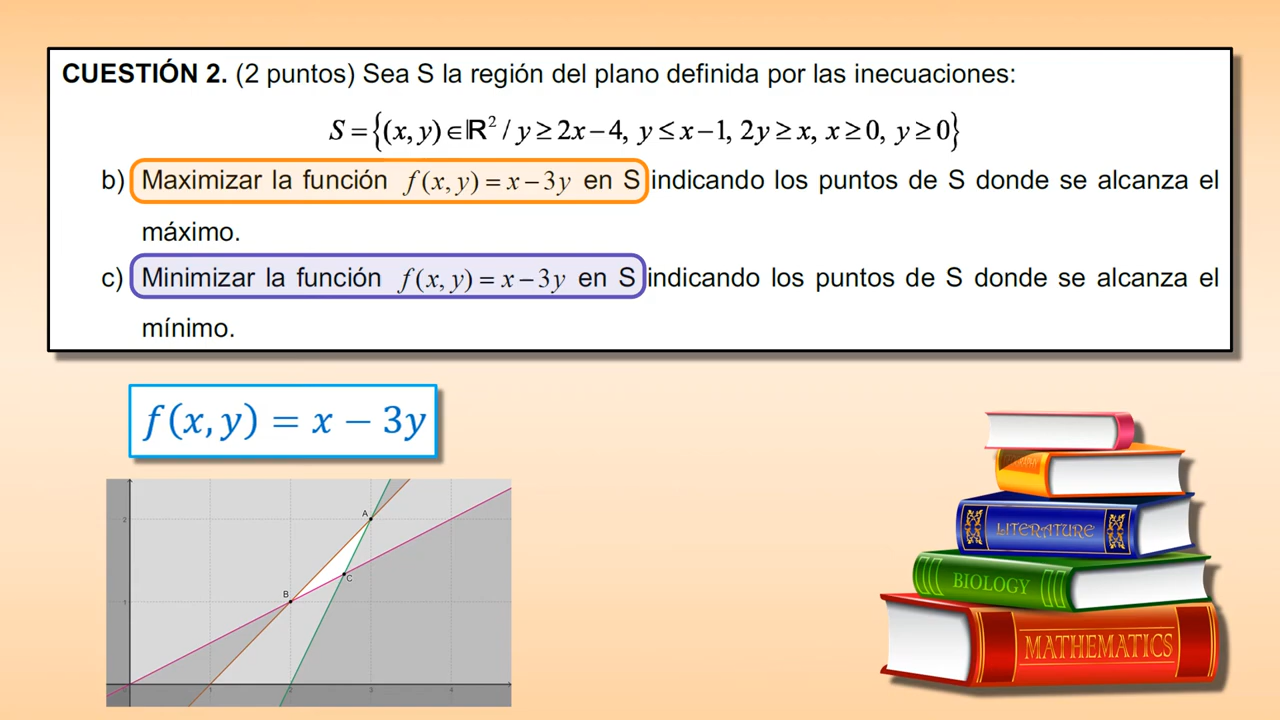 CUESTIÓN 2. (2 puntos) Sea S la región del plano definida por las inecuaciones:
S = {(x, y) ∈ ℝ² / y ≥ 2x − 4, y ≤ x − 1, 2y ≥ x, x ≥ 0, y ≥ 0}
b) Maximizar la función f(x, y) = x − 3y en S indicando los puntos de S donde se alcanza el
máximo.
c) Minimizar la función f(x, y) = x − 3y en S indicando los puntos de S donde se alcanza el
mínimo.
f(x, y) = x − 3y
A
2
C
B
1
0 1 2 3 4
LITERATURE
BIOLOGY
MATHEMATICS